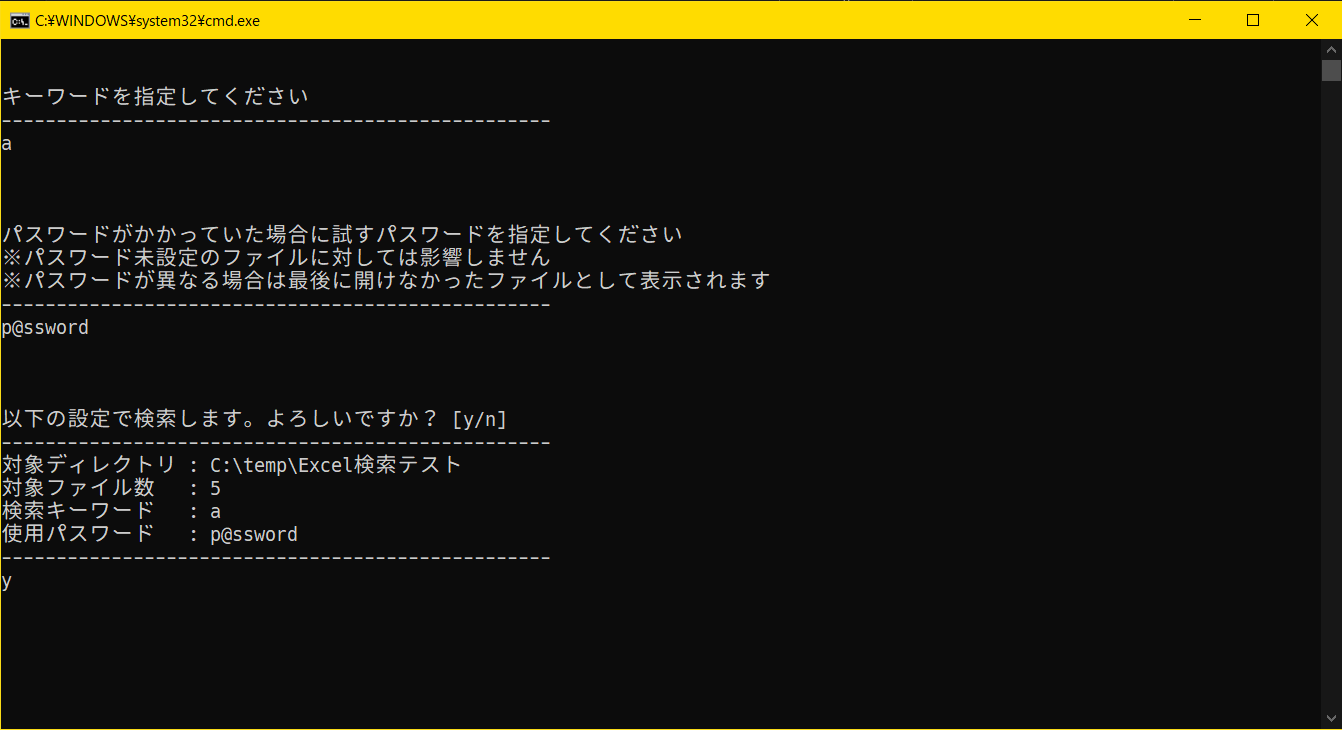 C:¥WINDOWS¥system32¥cmd.exe
キーワードを指定してください
--------------------------------------------------
a
パスワードがかかっていた場合に試すパスワードを指定してください
※パスワード未設定のファイルに対しては影響しません
※パスワードが異なる場合は最後に開けなかったファイルとして表示されます
--------------------------------------------------
p@ssword
以下の設定で検索します。よろしいですか? [y/n]
--------------------------------------------------
対象ディレクトリ : C:\temp\Excel検索テスト
対象ファイル数 : 5
検索キーワード : a
使用パスワード : p@ssword
--------------------------------------------------
y